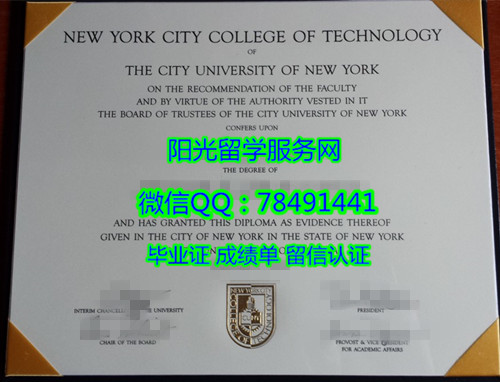 NEW YORK CITY COLLEGE OF TECHNOLOGY
OF
THE CITY UNIVERSITY OF NEW YORK
ON THE RECOMMENDATION OF THE FACULTY
AND BY VIRTUE OF THE AUTHORITY VESTED IN IT
THE BOARD OF TRUSTEES OF THE CITY UNIVERSITY OF NEW YORK
CONFERS UPON
阳光留学服务网
THE DEGREE OF
微信QQ：78491441
AND HAS GRANTED THIS DIPLOMA AS EVIDENCE THEREOF
GIVEN IN THE CITY OF NEW YORK IN THE STATE OF NEW YORK
毕业证 成绩单 留信认证
INTERIM UNIVERSITY
PRESIDENT
CHAIR OF THE BOARD
PROVOST & VICE PRESIDENT
FOR ACADEMIC AFFAIRS